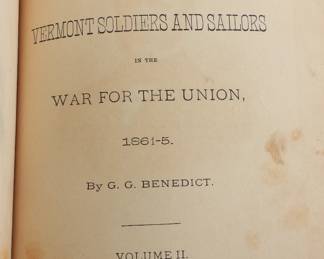 VERMONT SOLDIERS AND SAILORS
IN THE
WAR FOR THE UNION,
1861-5.
By G. G. BENEDICT.
VOLUME II.